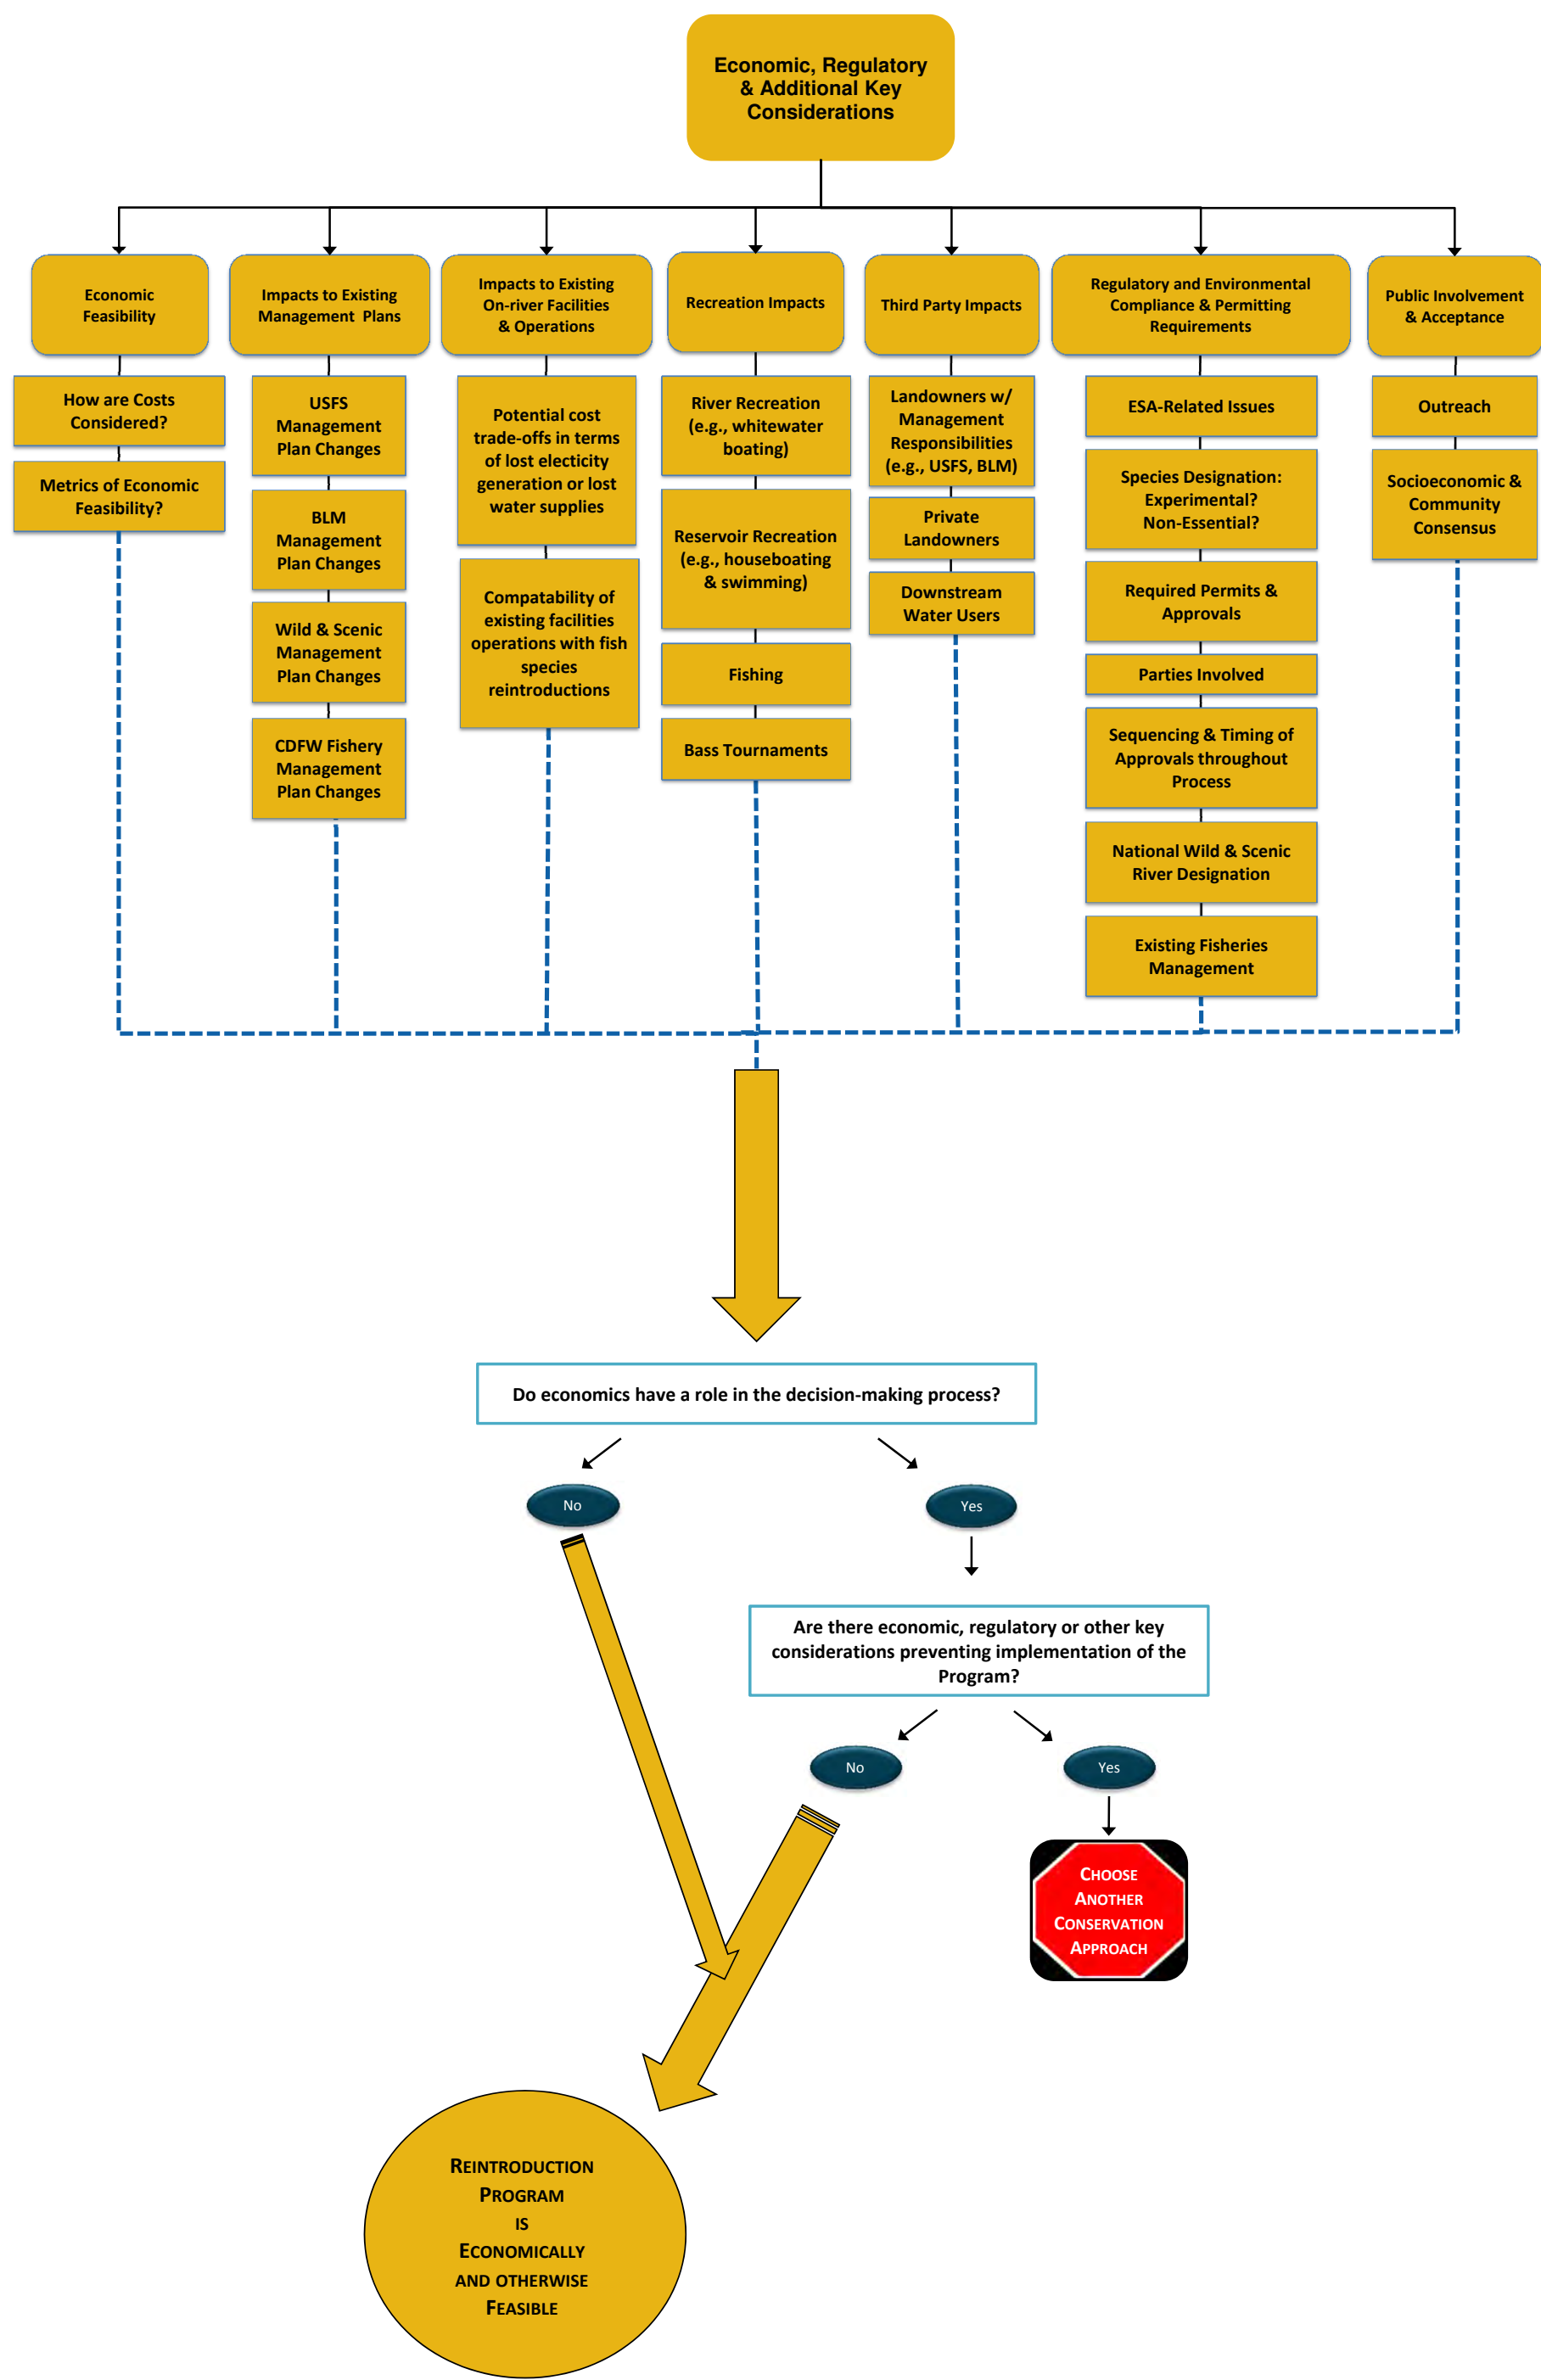 Economic, Regulatory
& Additional Key
Considerations
Economic
Feasibility
Impacts to Existing
Management Plans
Impacts to Existing
On-river Facilities
& Operations
Recreation Impacts
Third Party Impacts
Regulatory and Environmental
Compliance & Permitting
Requirements
Public Involvement
& Acceptance
How are Costs
Considered?
Metrics of Economic
Feasibility?
USFS
Management
Plan Changes
BLM
Management
Plan Changes
Wild & Scenic
Management
Plan Changes
CDFW Fishery
Management
Plan Changes
Potential cost
trade-offs in terms
of lost electicity
generation or lost
water supplies
Compatability of
existing facilities
operations with fish
species
reintroductions
River Recreation
(e.g., whitewater
boating)
Reservoir Recreation
(e.g., houseboating
& swimming)
Fishing
Bass Tournaments
Landowners w/
Management
Responsibilities
(e.g., USFS, BLM)
Private
Landowners
Downstream
Water Users
ESA-Related Issues
Species Designation:
Experimental?
Non-Essential?
Required Permits &
Approvals
Parties Involved
Sequencing & Timing of
Approvals throughout
Process
National Wild & Scenic
River Designation
Existing Fisheries
Management
Outreach
Socioeconomic &
Community
Consensus
Do economics have a role in the decision-making process?
No
Yes
Are there economic, regulatory or other key
considerations preventing implementation of the
Program?
No
Yes
CHOOSE
ANOTHER
CONSERVATION
APPROACH
REINTRODUCTION
PROGRAM
IS
ECONOMICALLY
AND OTHERWISE
FEASIBLE